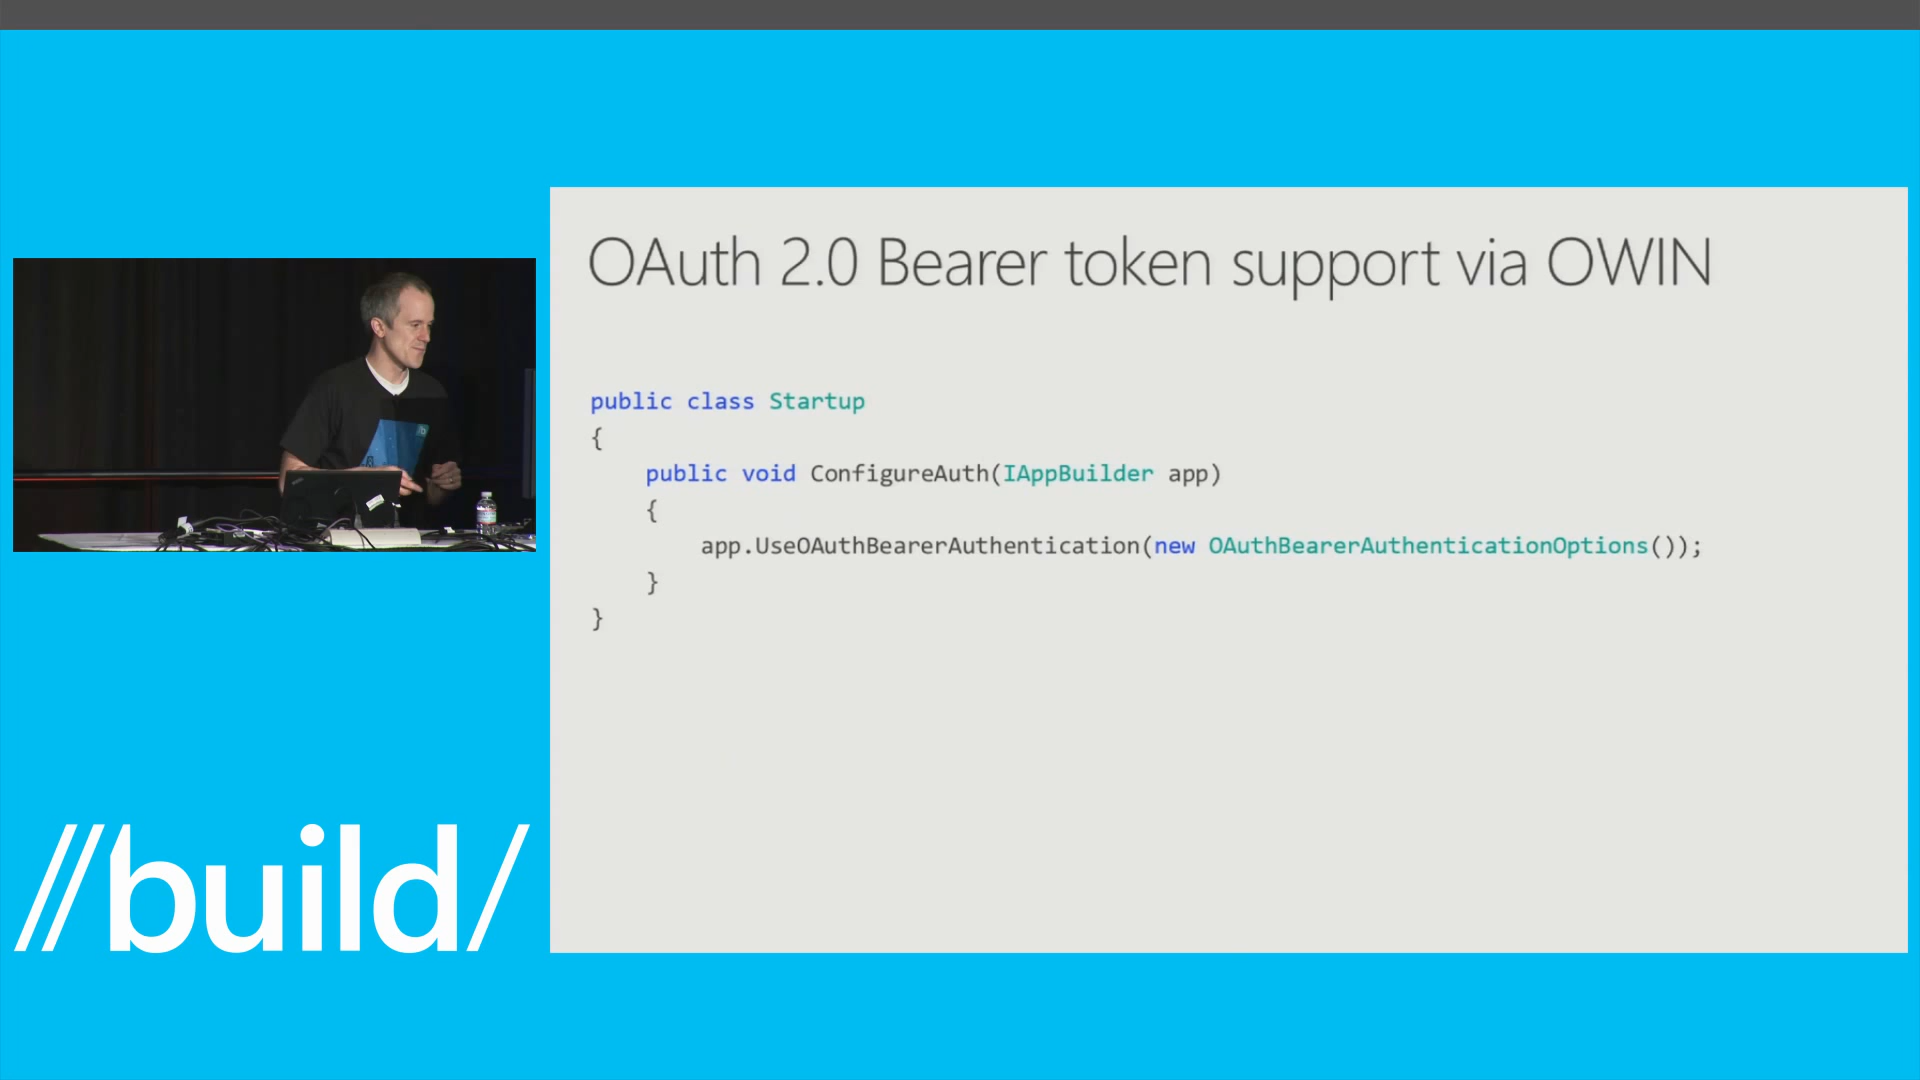 OAuth 2.0 Bearer token support via OWIN
public class Startup
{
public void ConfigureAuth(IAppBuilder app)
{
app.UseOAuthBearerAuthentication(new OAuthBearerAuthenticationOptions());
}
}
//build/